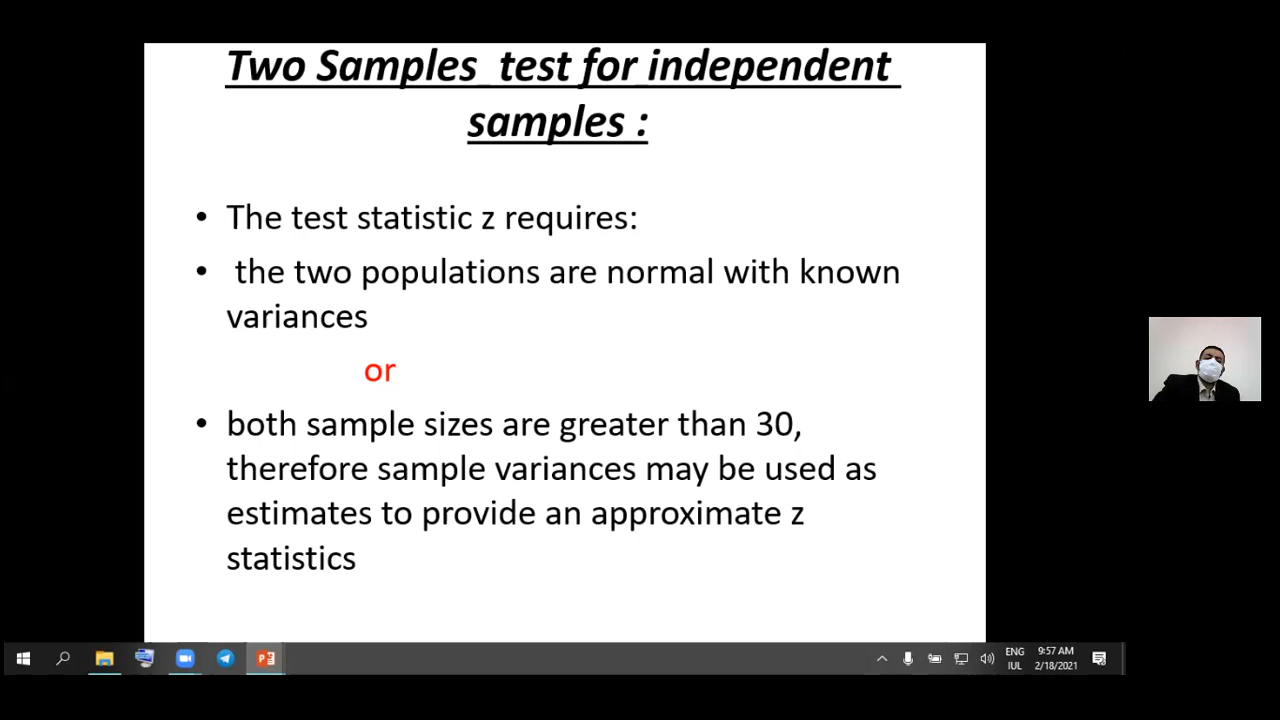 Two Samples test for independent
samples :
• The test statistic z requires:
• the two populations are normal with known
variances
or
• both sample sizes are greater than 30,
therefore sample variances may be used as
estimates to provide an approximate z
statistics
ENG
IUL
9:57 AM
2/18/2021